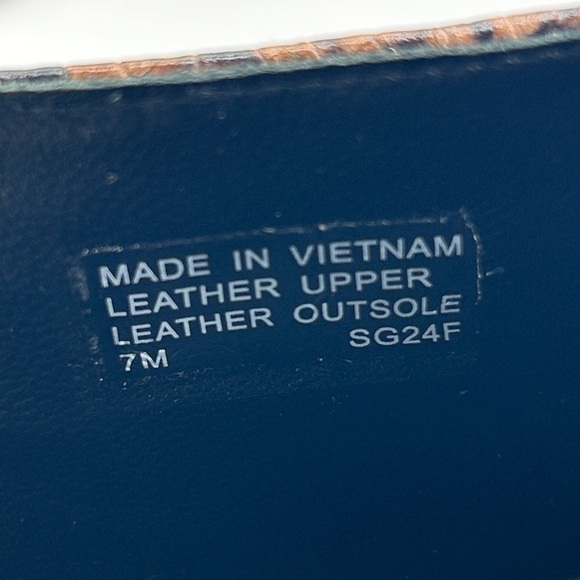 MADE IN VIETNAM
LEATHER UPPER
LEATHER OUTSOLE
7M SG24F